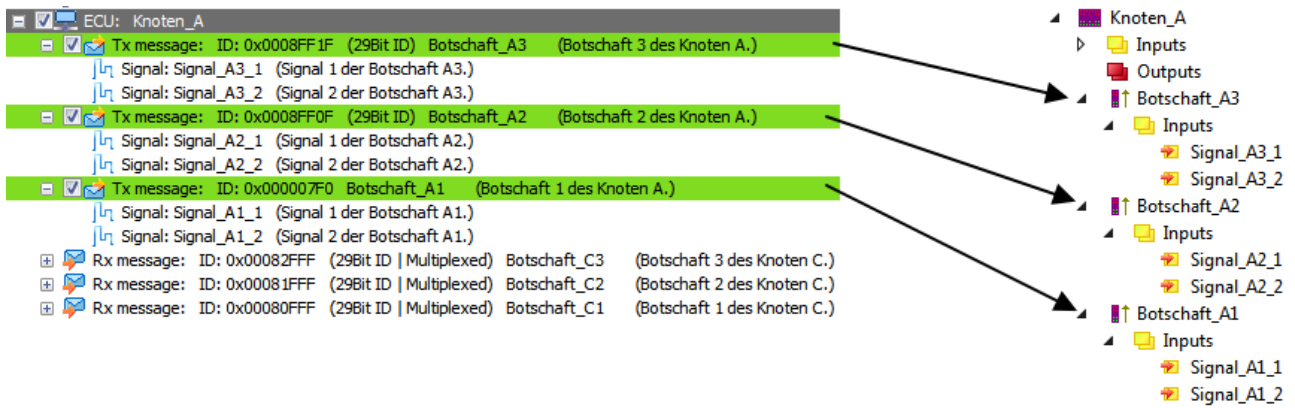 ECU: Knoten_A
Tx message: ID: 0x0008FF1F (29Bit ID) Botschaft_A3 (Botschaft 3 des Knoten A.)
Signal: Signal_A3_1 (Signal 1 der Botschaft A3.)
Signal: Signal_A3_2 (Signal 2 der Botschaft A3.)
Tx message: ID: 0x0008FF0F (29Bit ID) Botschaft_A2 (Botschaft 2 des Knoten A.)
Signal: Signal_A2_1 (Signal 1 der Botschaft A2.)
Signal: Signal_A2_2 (Signal 2 der Botschaft A2.)
Tx message: ID: 0x000007F0 Botschaft_A1 (Botschaft 1 des Knoten A.)
Signal: Signal_A1_1 (Signal 1 der Botschaft A1.)
Signal: Signal_A1_2 (Signal 2 der Botschaft A1.)
Rx message: ID: 0x00082FFF (29Bit ID | Multiplexed) Botschaft_C3 (Botschaft 3 des Knoten C.)
Rx message: ID: 0x00081FFF (29Bit ID | Multiplexed) Botschaft_C2 (Botschaft 2 des Knoten C.)
Rx message: ID: 0x00080FFF (29Bit ID | Multiplexed) Botschaft_C1 (Botschaft 1 des Knoten C.)
Knoten_A
Inputs
Outputs
Botschaft_A3
Inputs
Signal_A3_1
Signal_A3_2
Botschaft_A2
Inputs
Signal_A2_1
Signal_A2_2
Botschaft_A1
Inputs
Signal_A1_1
Signal_A1_2